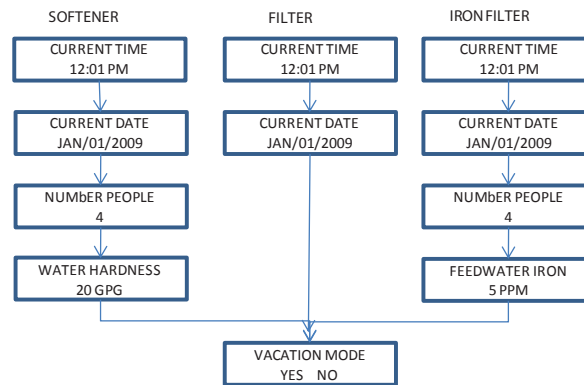 SOFTENER FILTER IRON FILTER
CURRENT TIME CURRENT TIME CURRENT TIME
12:01 PM 12:01 PM 12:01 PM
CURRENT DATE CURRENT DATE CURRENT DATE
JAN/01/2009 JAN/01/2009 JAN/01/2009
NUMbER PEOPLE NUMbER PEOPLE
4 4
WATER HARDNESS FEEDWATER IRON
20 GPG 5 PPM
VACATION MODE
YES NO